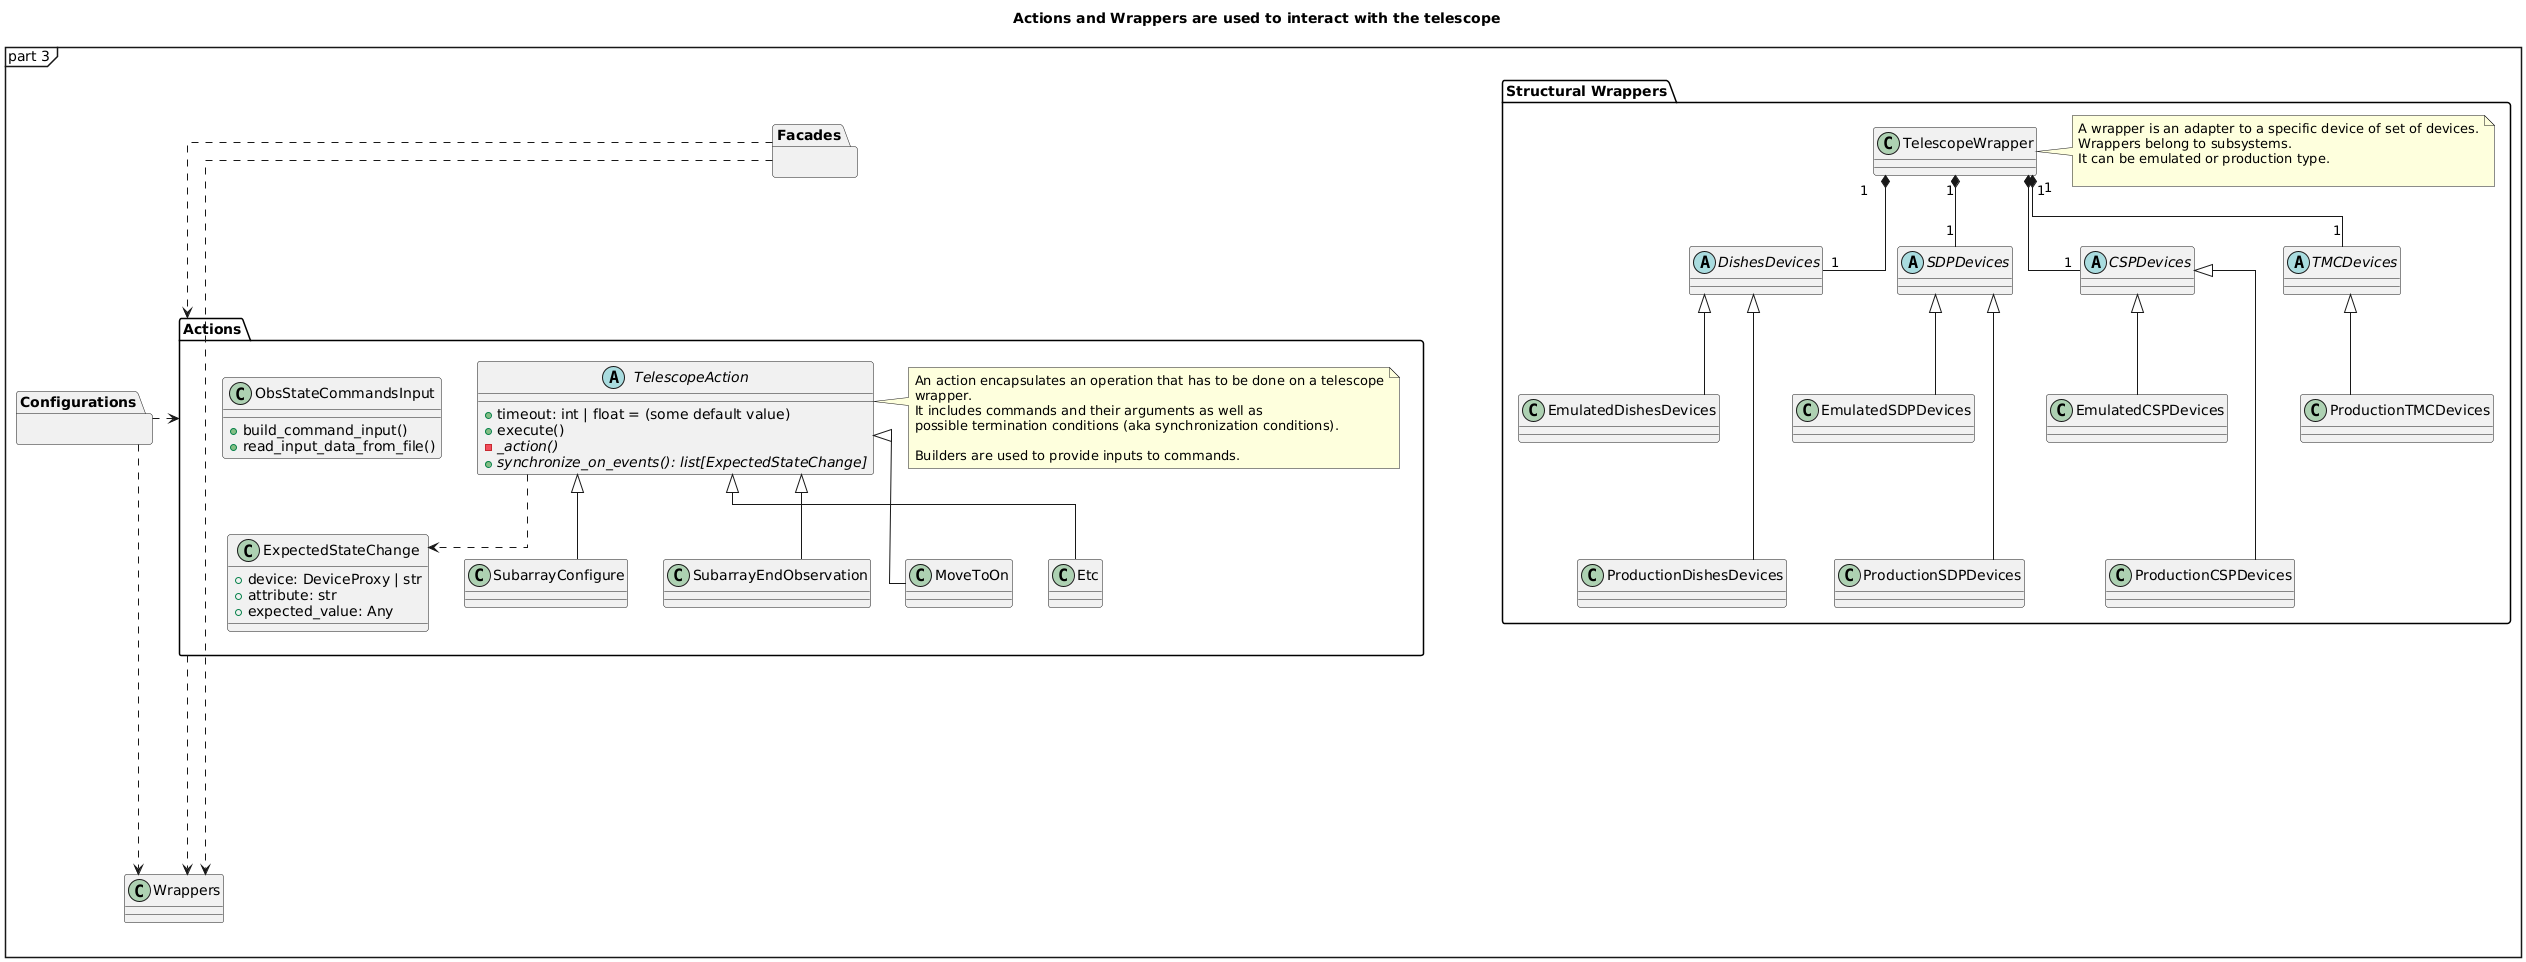 Actions and Wrappers are used to interact with the telescope
part 3
Facades
Configurations
Actions
C ObsStateCommandsInput
build_command_input()
read_input_data_from_file()
A TelescopeAction
timeout: int | float = (some default value)
execute()
_action()
synchronize_on_events(): list[ExpectedStateChange]
An action encapsulates an operation that has to be done on a telescope
wrapper.
It includes commands and their arguments as well as
possible termination conditions (aka synchronization conditions).
Builders are used to provide inputs to commands.
C ExpectedStateChange
device: DeviceProxy | str
attribute: str
expected_value: Any
C SubarrayConfigure
C SubarrayEndObservation
C MoveToOn
C Etc
C Wrappers
Structural Wrappers
C TelescopeWrapper
A wrapper is an adapter to a specific device of set of devices.
Wrappers belong to subsystems.
It can be emulated or production type.
1
1
1
1
1
1
1
1
A DishesDevices
A SDPDevices
A CSPDevices
A TMCDevices
C EmulatedDishesDevices
C EmulatedSDPDevices
C EmulatedCSPDevices
C ProductionTMCDevices
C ProductionDishesDevices
C ProductionSDPDevices
C ProductionCSPDevices